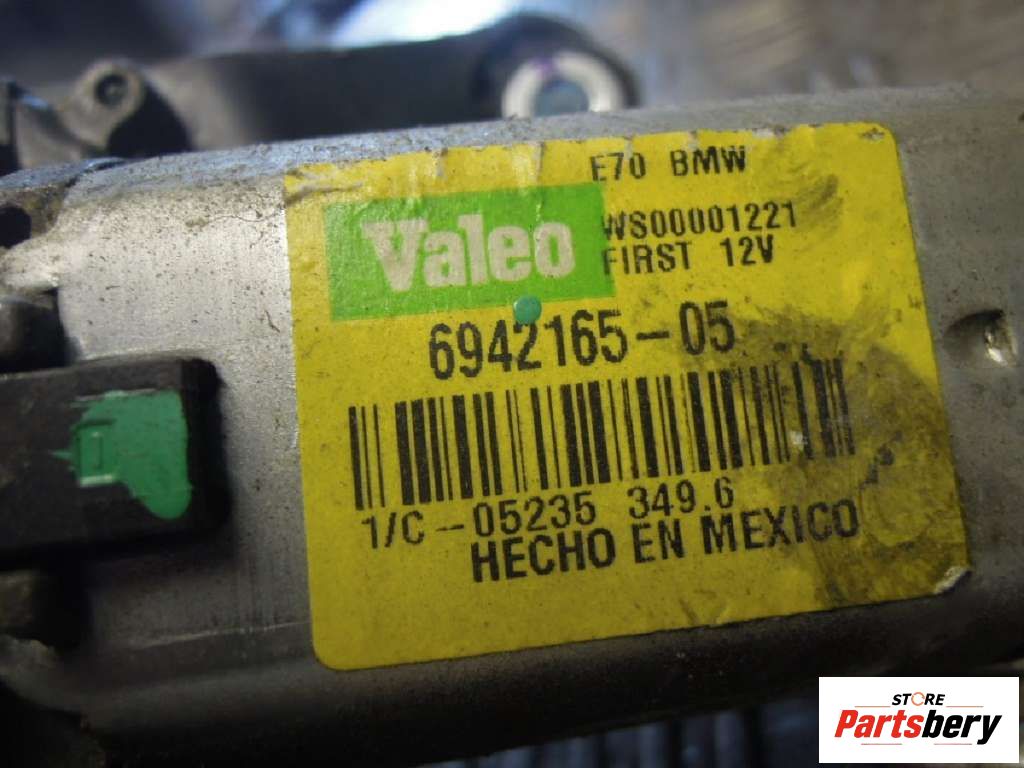 E70 BMW
Valeo
WS00001221
FIRST 12V
6942165-05
1/C-05235 349.6
HECHO EN MEXICO
STORE
Partsbery